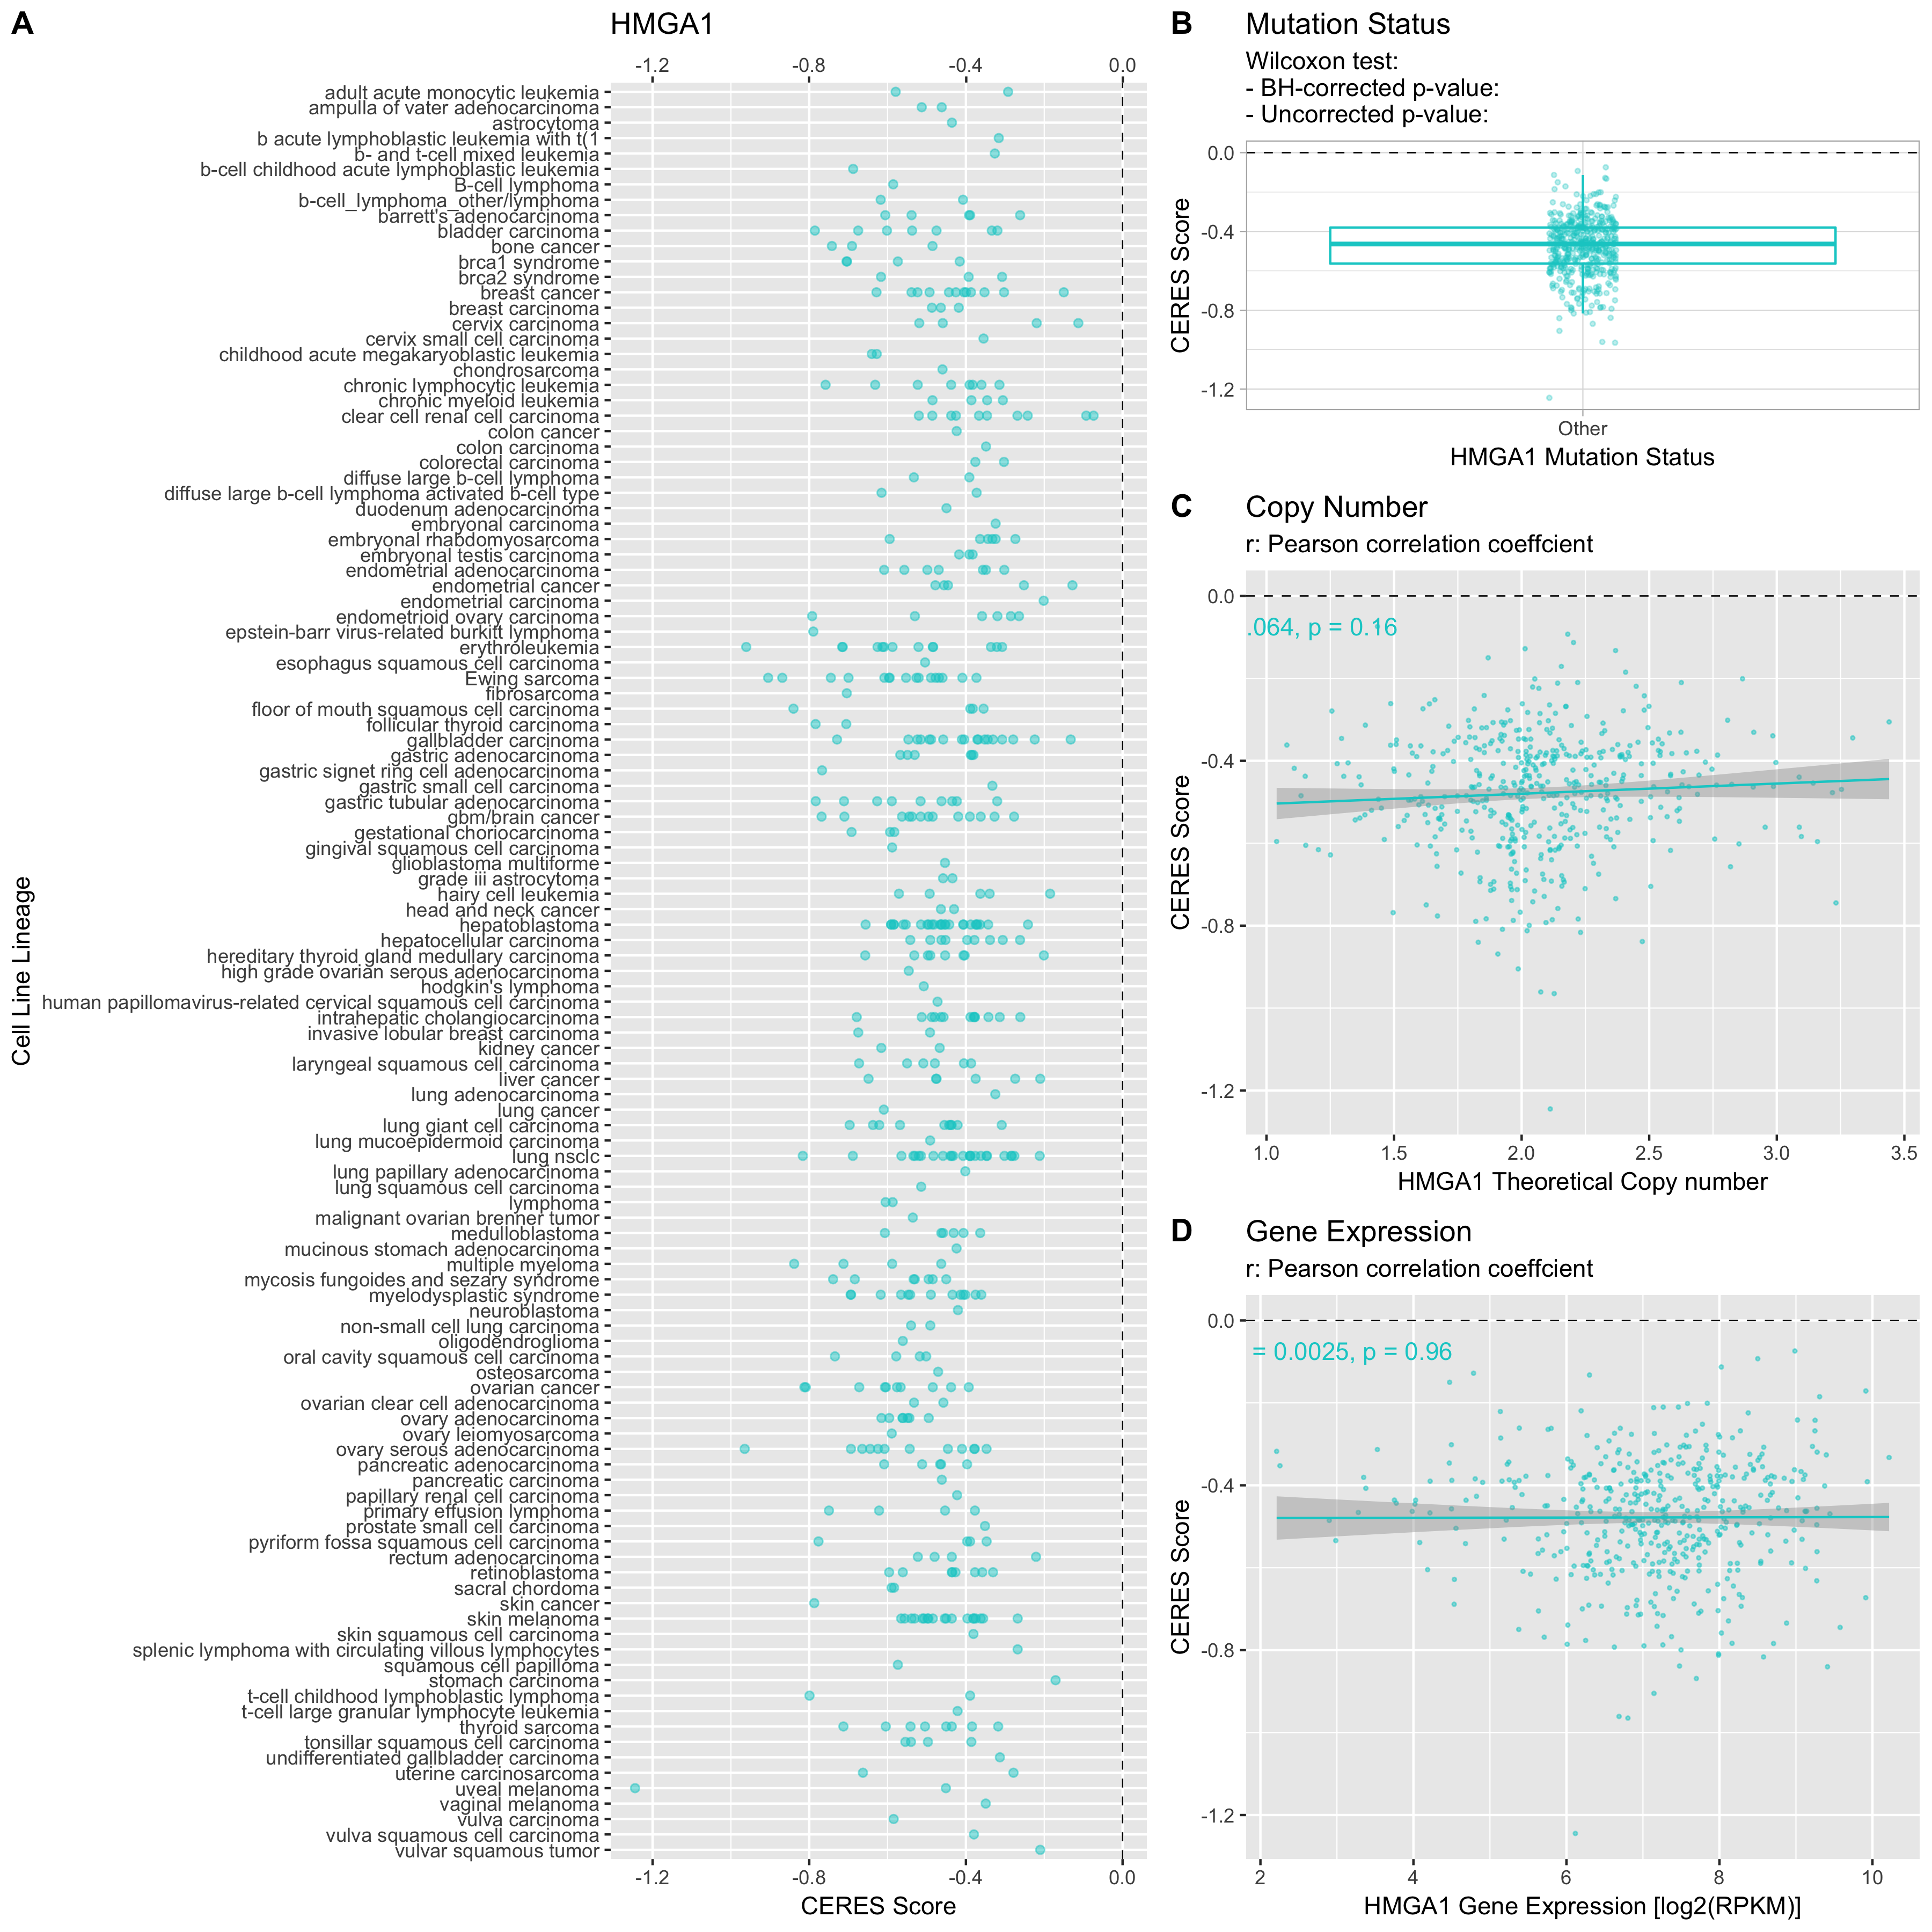 A
HMGA1
-1.2 -0.8 -0.4 0.0
adult acute monocytic leukemia
ampulla of vater adenocarcinoma
astrocytoma
b acute lymphoblastic leukemia with t(1
b- and t-cell mixed leukemia
b-cell childhood acute lymphoblastic leukemia
B-cell lymphoma
b-cell_lymphoma_other/lymphoma
barrett's adenocarcinoma
bladder carcinoma
bone cancer
brca1 syndrome
brca2 syndrome
breast cancer
breast carcinoma
cervix carcinoma
cervix small cell carcinoma
childhood acute megakaryoblastic leukemia
chondrosarcoma
chronic lymphocytic leukemia
chronic myeloid leukemia
clear cell renal cell carcinoma
colon cancer
colon carcinoma
colorectal carcinoma
diffuse large b-cell lymphoma
diffuse large b-cell lymphoma activated b-cell type
duodenum adenocarcinoma
embryonal carcinoma
embryonal rhabdomyosarcoma
embryonal testis carcinoma
endometrial adenocarcinoma
endometrial cancer
endometrial carcinoma
endometrioid ovary carcinoma
epstein-barr virus-related burkitt lymphoma
erythroleukemia
esophagus squamous cell carcinoma
Ewing sarcoma
fibrosarcoma
floor of mouth squamous cell carcinoma
follicular thyroid carcinoma
gallbladder carcinoma
gastric adenocarcinoma
gastric signet ring cell adenocarcinoma
gastric small cell carcinoma
gastric tubular adenocarcinoma
gbm/brain cancer
gestational choriocarcinoma
gingival squamous cell carcinoma
glioblastoma multiforme
grade iii astrocytoma
hairy cell leukemia
head and neck cancer
hepatoblastoma
hepatocellular carcinoma
hereditary thyroid gland medullary carcinoma
high grade ovarian serous adenocarcinoma
hodgkin's lymphoma
human papillomavirus-related cervical squamous cell carcinoma
intrahepatic cholangiocarcinoma
invasive lobular breast carcinoma
kidney cancer
laryngeal squamous cell carcinoma
liver cancer
lung adenocarcinoma
lung cancer
lung giant cell carcinoma
lung mucoepidermoid carcinoma
lung nsclc
lung papillary adenocarcinoma
lung squamous cell carcinoma
lymphoma
malignant ovarian brenner tumor
medulloblastoma
mucinous stomach adenocarcinoma
multiple myeloma
mycosis fungoides and sezary syndrome
myelodysplastic syndrome
neuroblastoma
non-small cell lung carcinoma
oligodendroglioma
oral cavity squamous cell carcinoma
osteosarcoma
ovarian cancer
ovarian clear cell adenocarcinoma
ovary adenocarcinoma
ovary leiomyosarcoma
ovary serous adenocarcinoma
pancreatic adenocarcinoma
pancreatic carcinoma
papillary renal cell carcinoma
primary effusion lymphoma
prostate small cell carcinoma
pyriform fossa squamous cell carcinoma
rectum adenocarcinoma
retinoblastoma
sacral chordoma
skin cancer
skin melanoma
skin squamous cell carcinoma
splenic lymphoma with circulating villous lymphocytes
squamous cell papilloma
stomach carcinoma
t-cell childhood lymphoblastic lymphoma
t-cell large granular lymphocyte leukemia
thyroid sarcoma
tonsillar squamous cell carcinoma
undifferentiated gallbladder carcinoma
uterine carcinosarcoma
uveal melanoma
vaginal melanoma
vulva carcinoma
vulva squamous cell carcinoma
vulvar squamous tumor
-1.2 -0.8 -0.4 0.0
CERES Score
Cell Line Lineage
B
Mutation Status
Wilcoxon test:
- BH-corrected p-value:
- Uncorrected p-value:
0.0
-0.4
-0.8
-1.2
CERES Score
Other
HMGA1 Mutation Status
C
Copy Number
r: Pearson correlation coeffcient
.064, p = 0.16
0.0
-0.4
-0.8
-1.2
CERES Score
1.0 1.5 2.0 2.5 3.0 3.5
HMGA1 Theoretical Copy number
D
Gene Expression
r: Pearson correlation coeffcient
= 0.0025, p = 0.96
0.0
-0.4
-0.8
-1.2
CERES Score
2 4 6 8 10
HMGA1 Gene Expression [log2(RPKM)]